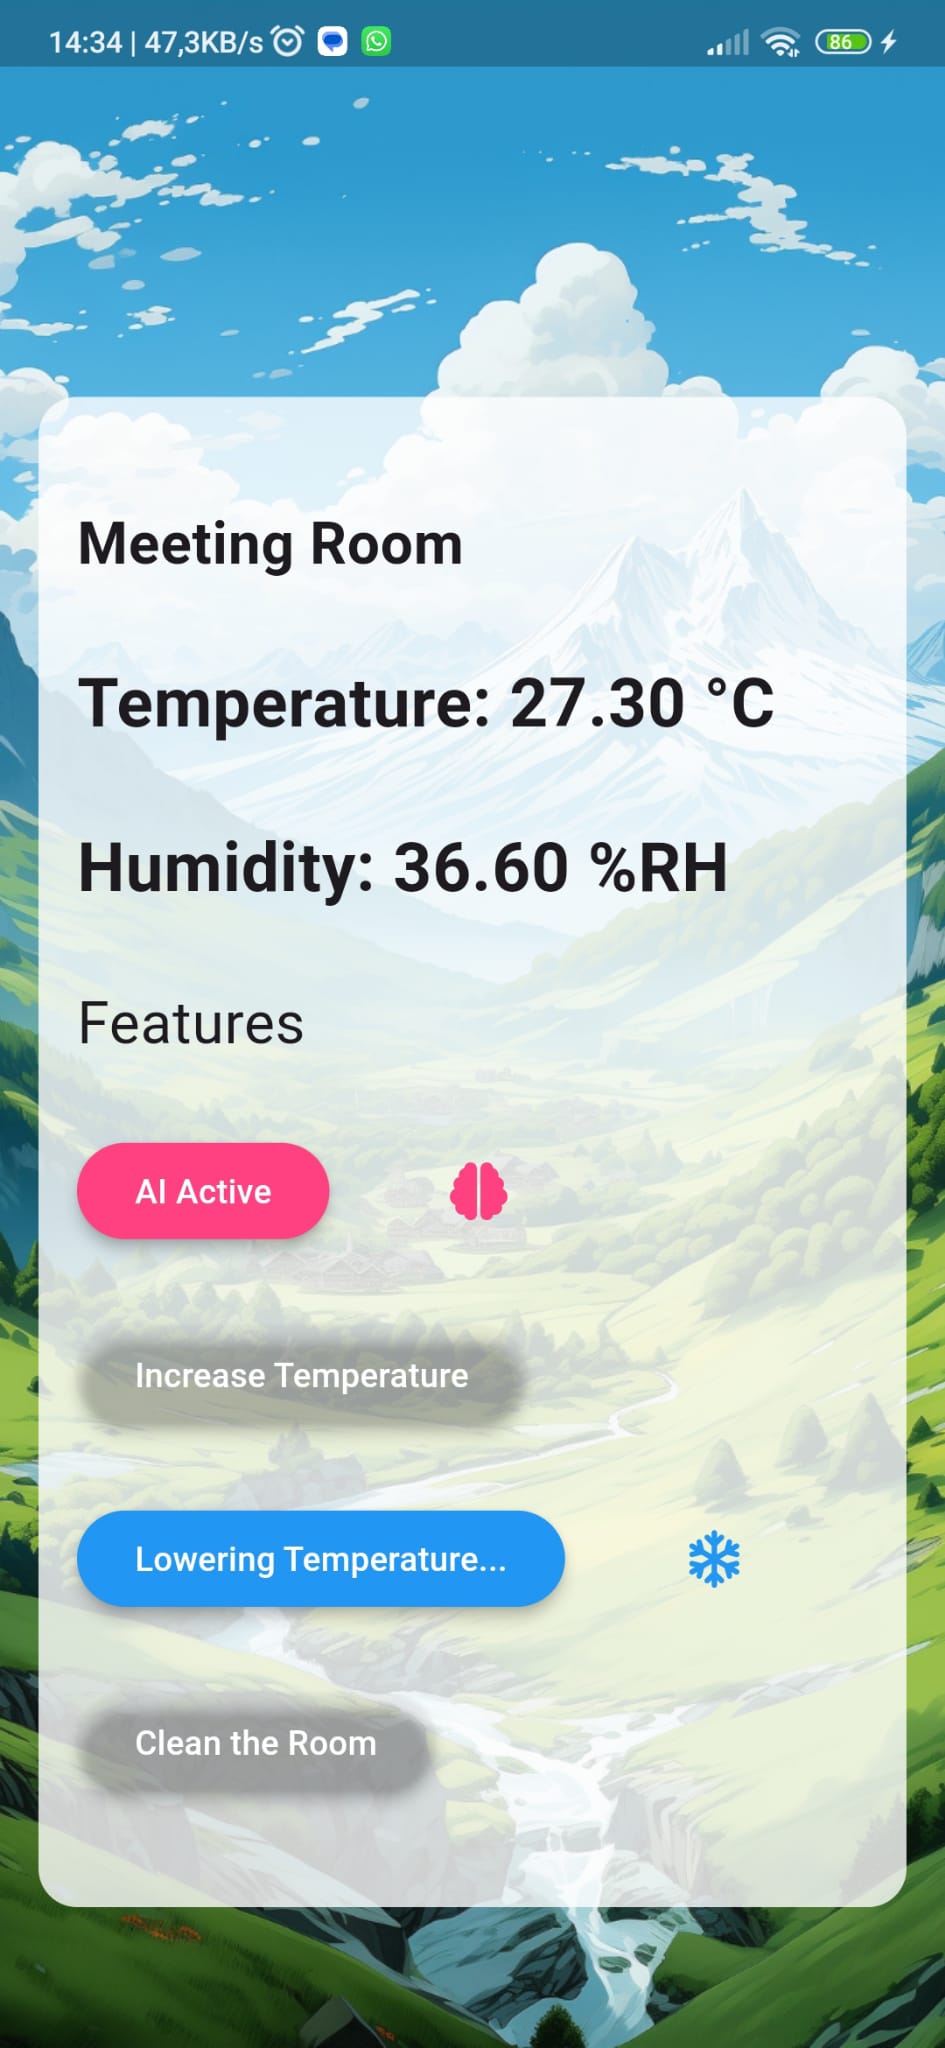 14:34 | 47,3KB/s
86
Meeting Room
Temperature: 27.30 °C
Humidity: 36.60 %RH
Features
AI Active
Increase Temperature
Lowering Temperature...
Clean the Room